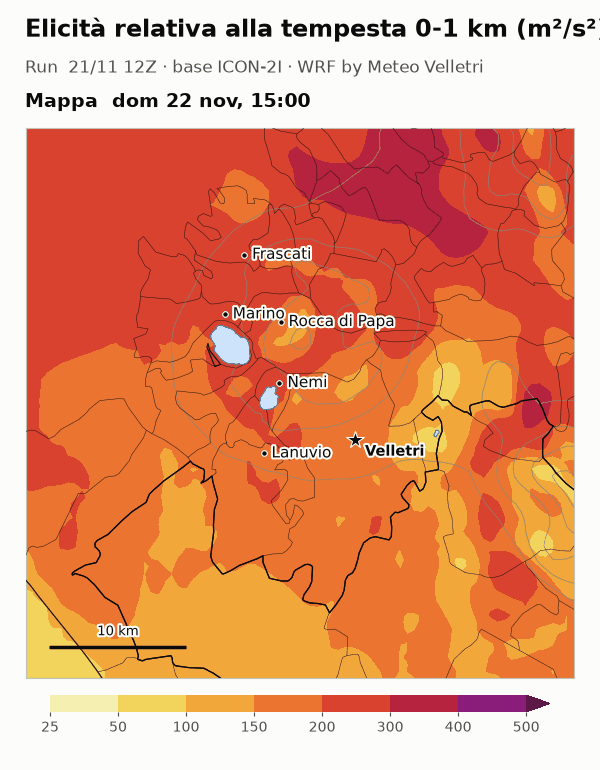 Elicità relativa alla tempesta 0-1 km (m²/s²)
Run 21/11 12Z · base ICON-2I · WRF by Meteo Velletri
Mappa dom 22 nov, 15:00
Frascati
Marino
Rocca di Papa
Nemi
Velletri
Lanuvio
10 km
25 50 100 150 200 300 400 500